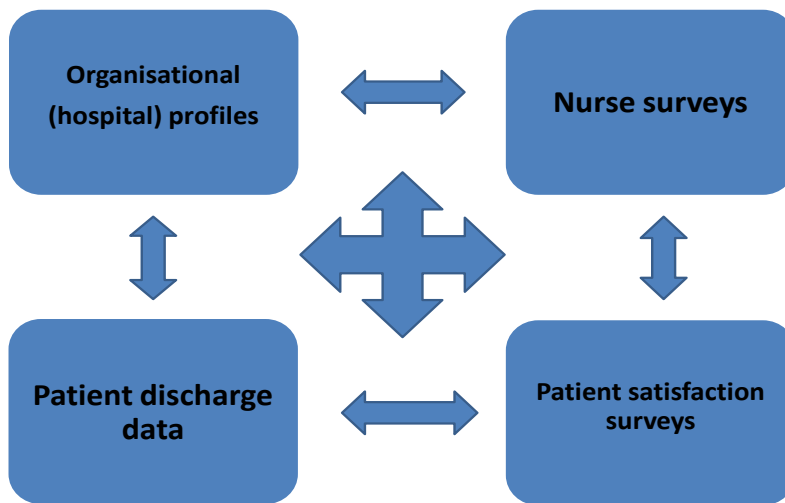 Organisational
(hospital) profiles
Nurse surveys
Patient discharge
data
Patient satisfaction
surveys